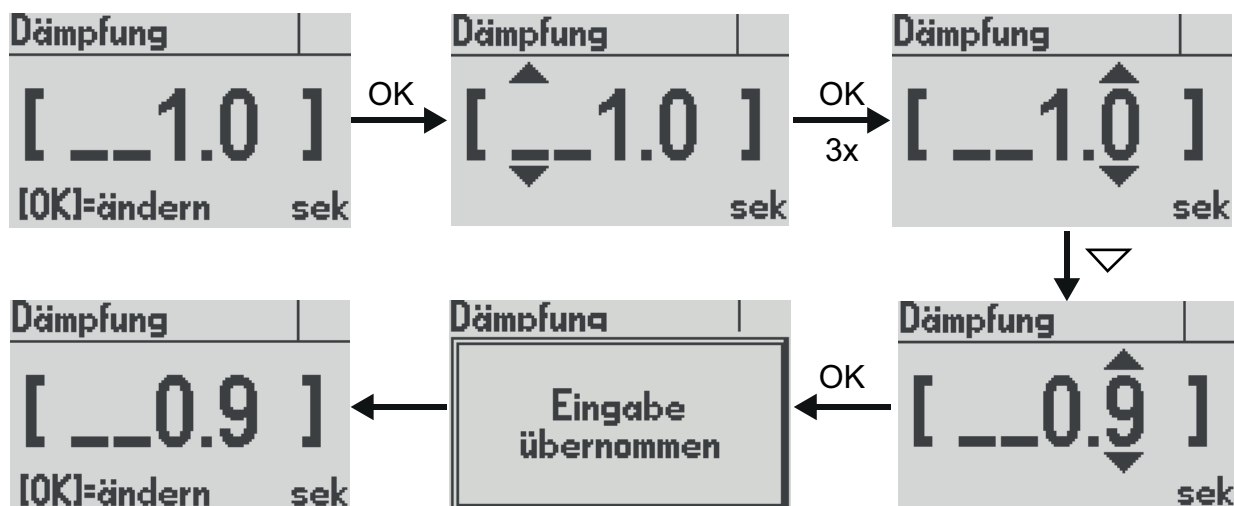 Dämpfung
[ __1.0 ]
[OK]=ändern sek
OK
Dämpfung
[ __1.0 ]
sek
OK
3x
Dämpfung
[ __1.0 ]
sek
Dämpfung
[ __0.9 ]
sek
OK
Dämpfung
Eingabe
übernommen
Dämpfung
[ __0.9 ]
[OK]=ändern sek